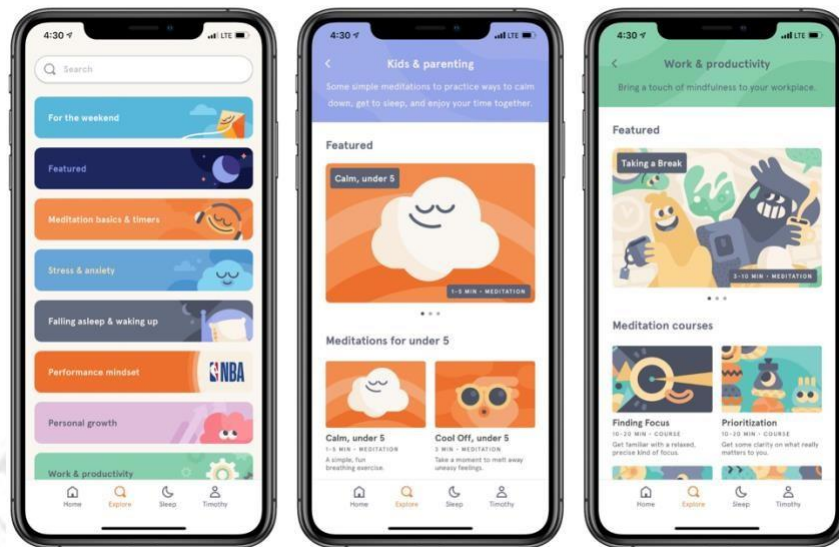 4:30
LTE
Search
For the weekend
Featured
Meditation basics & timers
Stress & anxiety
Falling asleep & waking up
Performance mindset
NBA
Personal growth
Work & productivity
Home
Explore
Sleep
Timothy
4:30
LTE
Kids & parenting
Some simple meditations to practice ways to calm
down, get to sleep, and enjoy your time together.
Featured
Calm, under 5
1-5 MIN • MEDITATION
Meditations for under 5
Calm, under 5
1-5 MIN • MEDITATION
A simple, fun
breathing exercise.
Cool Off, under 5
3 MIN • MEDITATION
Take a moment to melt away
uneasy feelings.
Home
Explore
Sleep
Timothy
4:30
LTE
Work & productivity
Bring a touch of mindfulness to your workplace.
Featured
Taking a Break
5-10 MIN • MEDITATION
Meditation courses
Finding Focus
10-20 MIN • COURSE
Get familiar with a relaxed,
precise kind of focus.
Prioritization
10-20 MIN • COURSE
Get some clarity on what really
matters to you.
Home
Explore
Sleep
Timothy